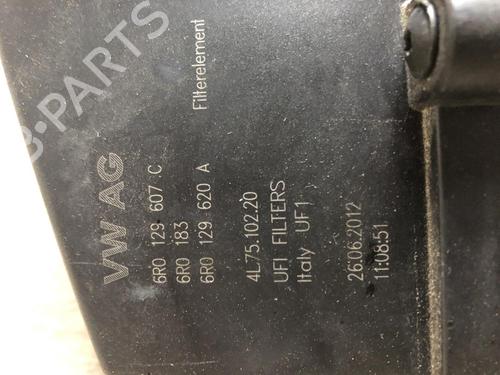 VW AG
6R0 129 607 C
6R0 183
6R0 129 620 A Filterelement
4L75.102.20
UFI FILTERS
Italy UF1
26.06.2012
11:08:51
B-PARTS